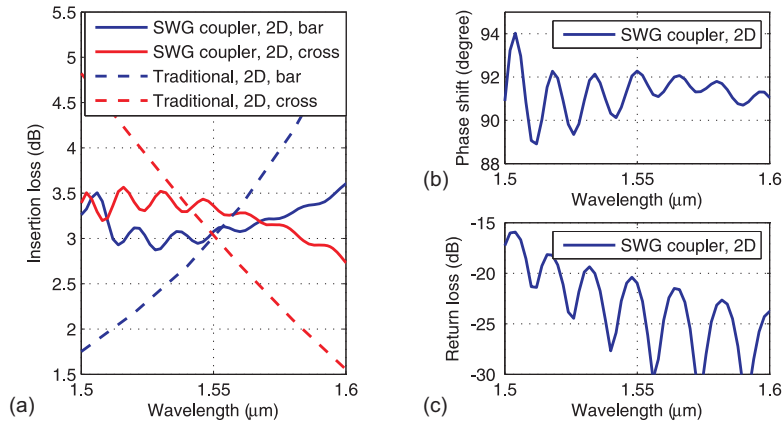 5.5
5
4.5
4
3.5
3
2.5
2
1.5
Insertion loss (dB)
SWG coupler, 2D, bar
SWG coupler, 2D, cross
Traditional, 2D, bar
Traditional, 2D, cross
1.5
1.55
1.6
Wavelength (μm)
(a)
94
92
90
88
Phase shift (degree)
SWG coupler, 2D
1.5
1.55
1.6
Wavelength (μm)
(b)
-15
-20
-25
-30
Return loss (dB)
SWG coupler, 2D
1.5
1.55
1.6
Wavelength (μm)
(c)